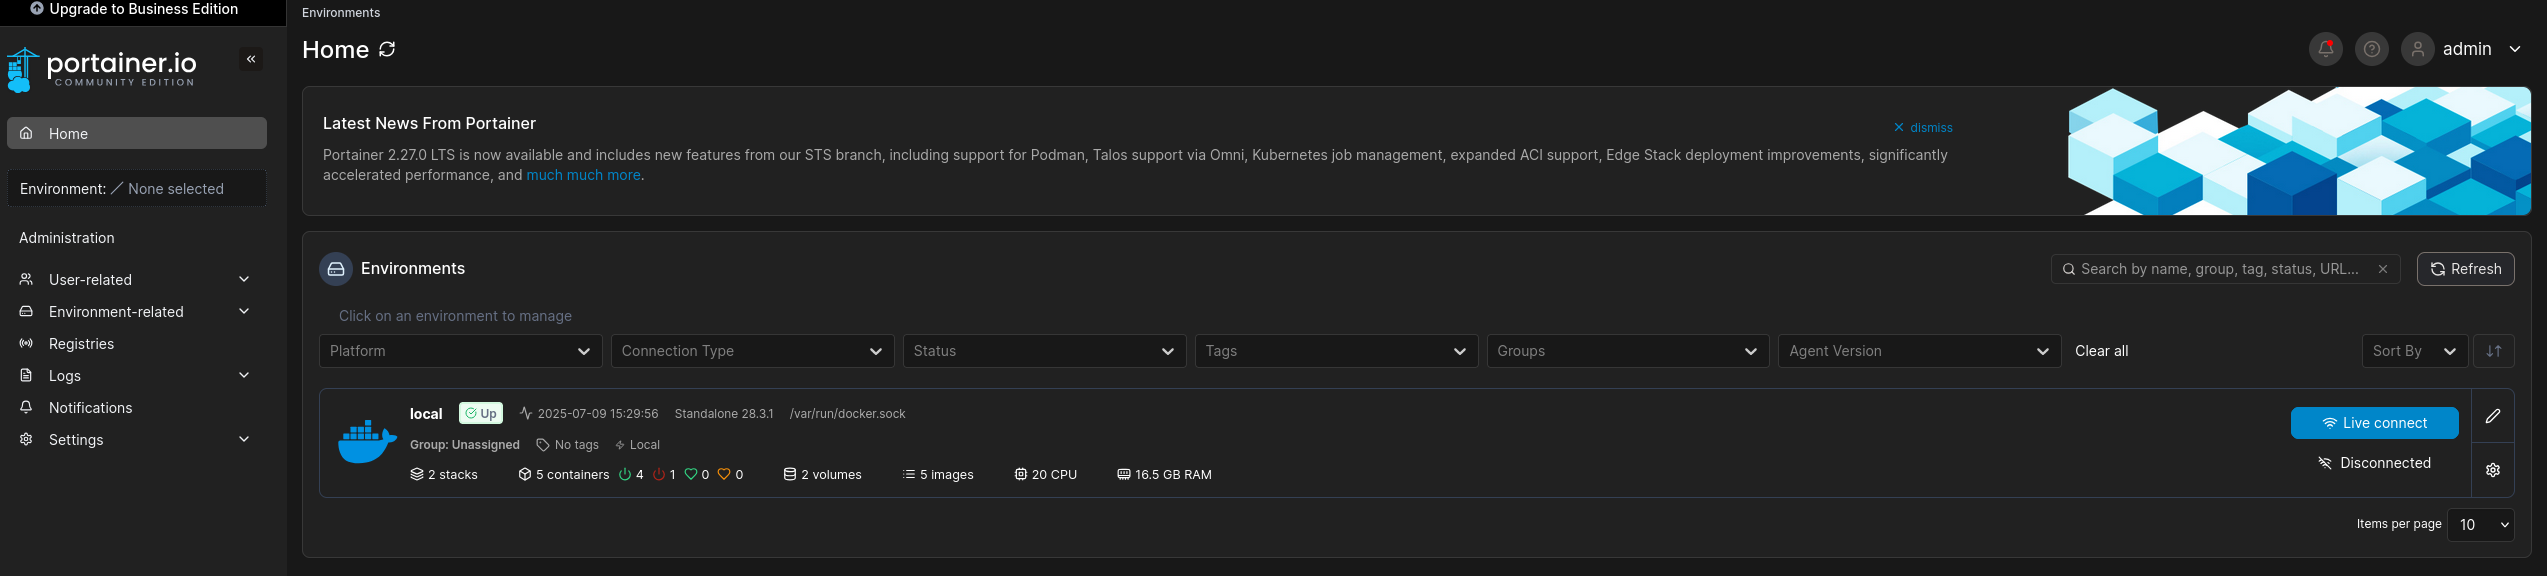 Upgrade to Business Edition
portainer.io
COMMUNITY EDITION
Home
Environment: None selected
Administration
User-related
Environment-related
Registries
Logs
Notifications
Settings
Environments
Home
admin
Latest News From Portainer
dismiss
Portainer 2.27.0 LTS is now available and includes new features from our STS branch, including support for Podman, Talos support via Omni, Kubernetes job management, expanded ACI support, Edge Stack deployment improvements, significantly
accelerated performance, and much much more.
Environments
Search by name, group, tag, status, URL...
Refresh
Click on an environment to manage
Platform Connection Type Status Tags Groups Agent Version Clear all Sort By
local Up 2025-07-09 15:29:56 Standalone 28.3.1 /var/run/docker.sock
Live connect
Group: Unassigned No tags Local
Disconnected
2 stacks 5 containers 4 1 0 0 2 volumes 5 images 20 CPU 16.5 GB RAM
Items per page 10